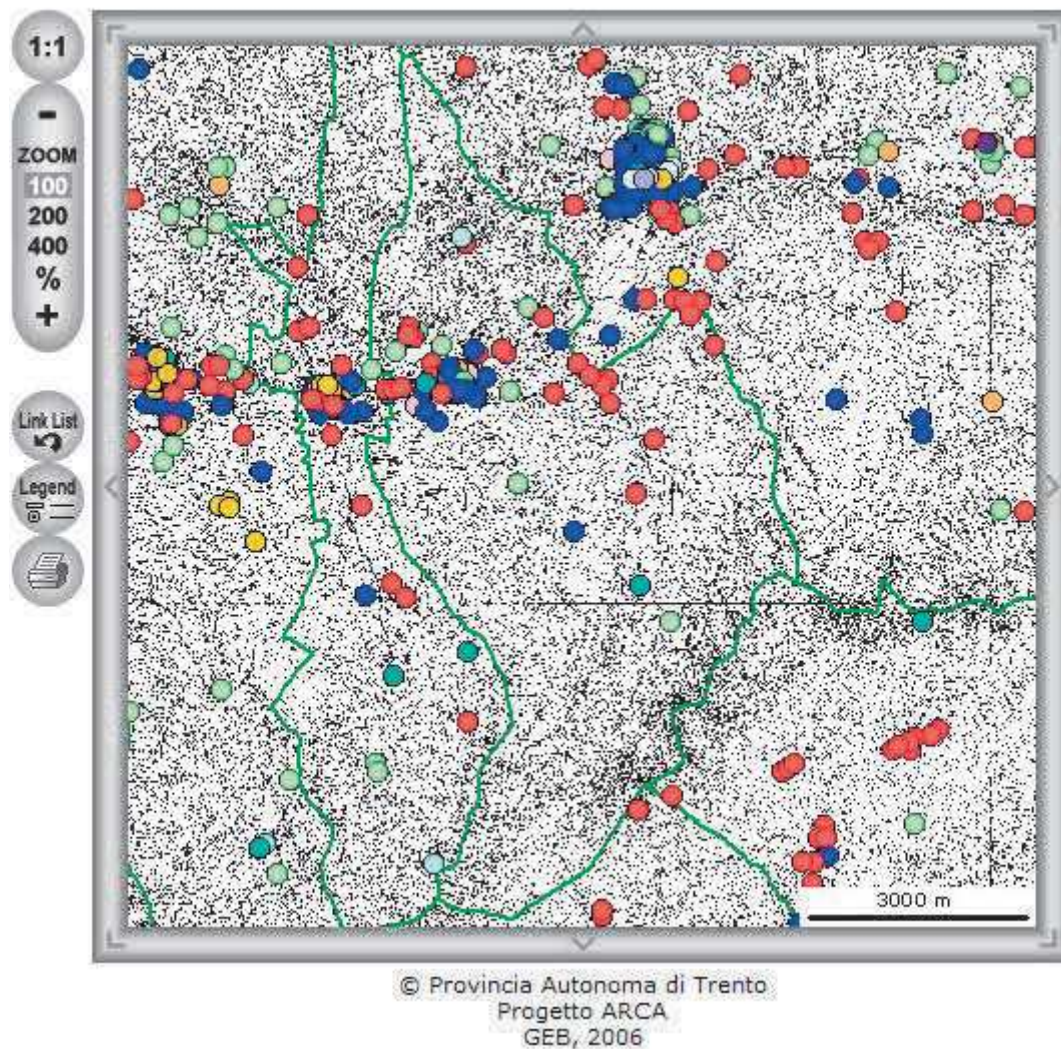 1:1
-
ZOOM
100
200
400
%
+
Link List
Legend
3000 m
© Provincia Autonoma di Trento
Progetto ARCA
GEB, 2006